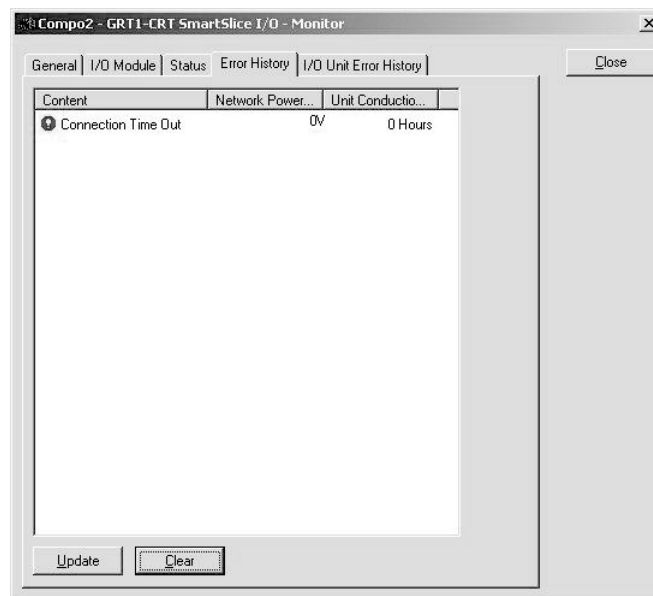 Compo2 - GRT1-CRT SmartSlice I/O - Monitor
General I/O Module Status Error History I/O Unit Error History
Close
Content Network Power... Unit Conductio...
Connection Time Out 0V 0 Hours
Update Clear